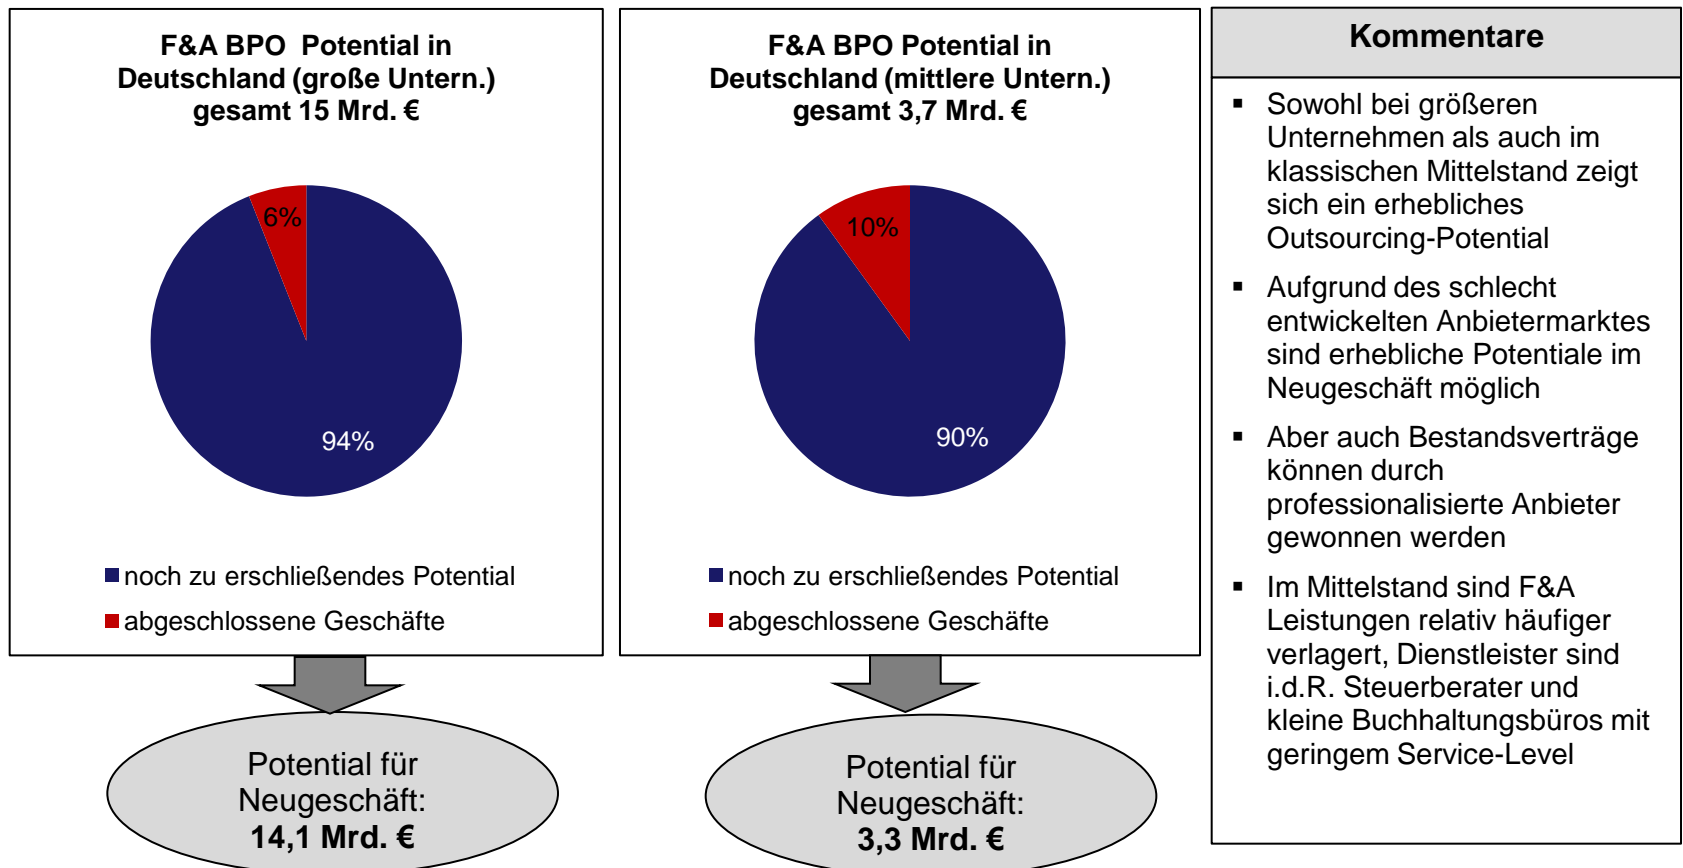 F&A BPO  Potential in
Deutschland (große Untern.)
gesamt 15 Mrd. €
6%
94%
noch zu erschließendes Potential
abgeschlossene Geschäfte
Potential für
Neugeschäft:
14,1 Mrd. €
F&A BPO Potential in
Deutschland (mittlere Untern.)
gesamt 3,7 Mrd. €
10%
90%
noch zu erschließendes Potential
abgeschlossene Geschäfte
Potential für
Neugeschäft:
3,3 Mrd. €
Kommentare
▪ Sowohl bei größeren
Unternehmen als auch im
klassischen Mittelstand zeigt
sich ein erhebliches
Outsourcing-Potential
▪ Aufgrund des schlecht
entwickelten Anbietermarktes
sind erhebliche Potentiale im
Neugeschäft möglich
▪ Aber auch Bestandsverträge
können durch
professionalisierte Anbieter
gewonnen werden
▪ Im Mittelstand sind F&A
Leistungen relativ häufiger
verlagert, Dienstleister sind
i.d.R. Steuerberater und
kleine Buchhaltungsbüros mit
geringem Service-Level